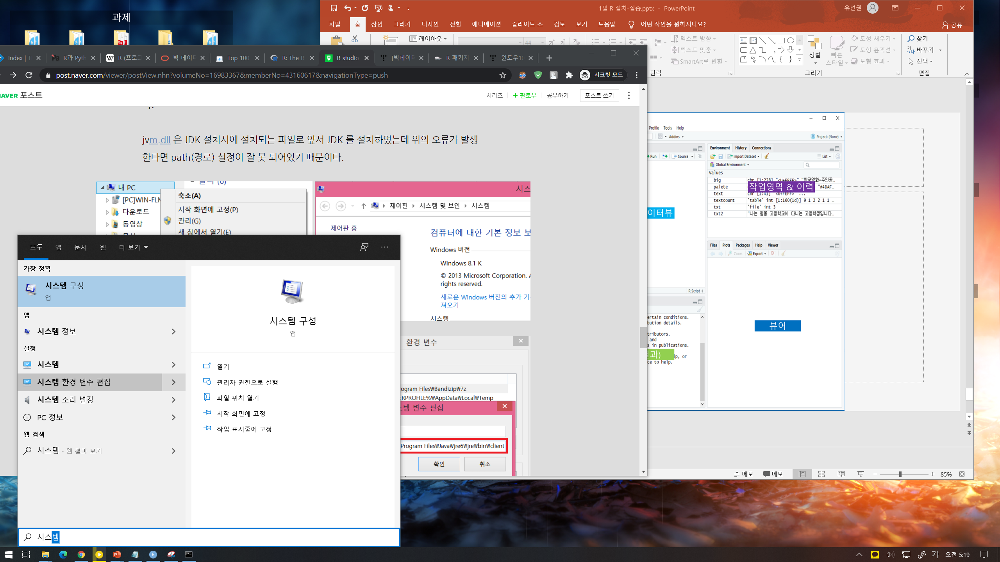 과제
1일 R 설치-실습.pptx - PowerPoint
유선권
파일 홈 삽입 그리기 디자인 전환 애니메이션 슬라이드 쇼 검토 보기 도움말 어떤 작업을 원하시나요? 공유
레이아웃
44
텍스트 방향
텍스트 맞춤
SmartArt로 변환
단락
정렬
빠른
스타일
도형 채우기
도형 윤곽선
도형 효과
그리기
찾기
바꾸기
선택
편집
index | T
R과 Pyth
R (프로그
빅 데이터
Top 100
R: The R
R studio
[빅데이터
R 패키지
윈도우10
post.naver.com/viewer/postView.nhn?volumeNo=16983367&memberNo=43160617&navigationType=push
시크릿 모드
NAVER 포스트
시리즈 + 팔로우 공유하기 포스트 쓰기
jvm.dll 은 JDK 설치시에 설치되는 파일로 앞서 JDK 를 설치하였는데 위의 오류가 발생
한다면 path(경로) 설정이 잘 못 되어있기 때문이다.
내 PC
[PC]WIN-FLM
다운로드
동영상
축소(A)
시작 화면에 고정(P)
관리(G)
새 창에서 열기(E)
제어판 시스템 및 보안 시스템
제어판 홈
컴퓨터에 대한 기본 정보 보
Windows 버전
Windows 8.1 K
© 2013 Microsoft Corporation. A
rights reserved.
새로운 Windows 버전의 추가 기
져오기
시스템
환경 변수
rogram Files₩Bandizip₩7z
ERPROFILE%₩AppData₩Local₩Temp
템 변수 편집
Program Files₩Java₩jre6₩jre₩bin₩client
확인 취소
모두 앱 문서 웹 더 보기
가장 정확
시스템 구성
앱
앱
시스템 정보
설정
시스템
시스템 환경 변수 편집
시스템 소리 변경
PC 정보
웹 검색
시스템 - 웹 결과 보기
시스템 구성
앱
열기
관리자 권한으로 실행
파일 위치 열기
시작 화면에 고정
작업 표시줄에 고정
시스템
Profile Tools Help
Addins
Project: (None)
Run Source
이터뷰
R Script
Environment History Connections
Import Dataset List
Global Environment
Values
big chr [1:228] "<U+FEFF>" "한국영화=주인공...
palete "#4DAF...
작업영역 & 이력
text chr [1:41] "<U+FEFF>" ...
textcount 'table' int [1:160(1d)] 9 1 2 2 1 1 ...
txt 'file' int 3
txt2 "나는 월봉 고등학교에 다니는 고등학생입니다...
Files Plots Packages Help Viewer
Zoom Export
뷰어
ertain conditions.
bution details.
tributors.
and
s in publications.
과)
p, or
ce to help.
메모 메모 85%
가 오전 5:19